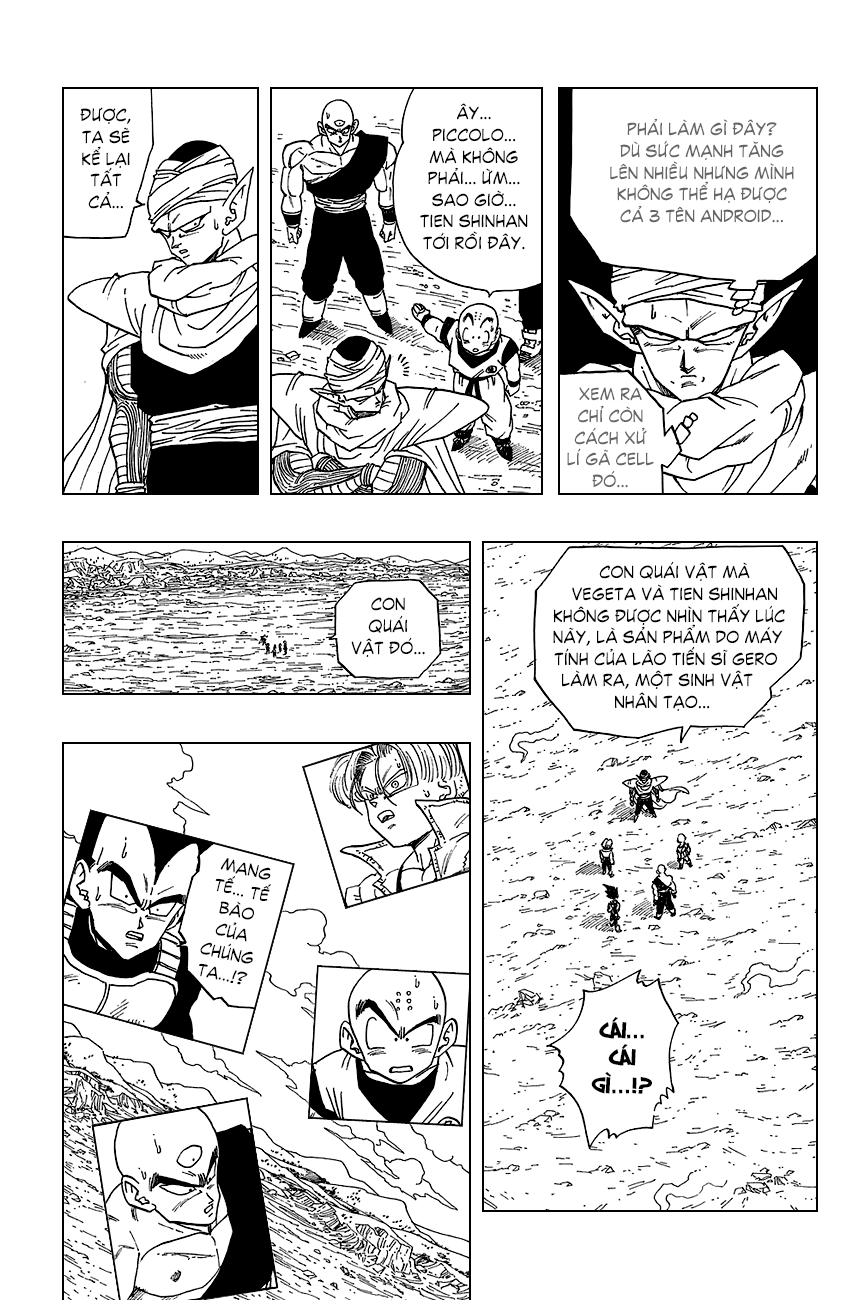 PHẢI LÀM GÌ ĐÂY?
DÙ SỨC MẠNH TĂNG
LÊN NHIỀU NHƯNG MÌNH
KHÔNG THỂ HẠ ĐƯỢC
CẢ 3 TÊN ANDROID...
XEM RA
CHỈ CÒN
CÁCH XỬ
LÍ GÃ CELL
ĐÓ...
ÂY...
PICCOLO...
MÀ KHÔNG
PHẢI... ỪM...
SAO GIỜ...
TIEN SHINHAN
TỚI RỒI ĐÂY.
ĐƯỢC,
TA SẼ
KỂ LẠI
TẤT
CẢ...
CON QUÁI VẬT MÀ
VEGETA VÀ TIEN SHINHAN
KHÔNG ĐƯỢC NHÌN THẤY LÚC
NÀY, LÀ SẢN PHẨM DO MÁY
TÍNH CỦA LÃO TIẾN SĨ GERO
LÀM RA, MỘT SINH VẬT
NHÂN TẠO...
CÁI...
CÁI
GÌ...!?
CON
QUÁI
VẬT ĐÓ...
MANG
TẾ... TẾ
BÀO
CỦA
CHÚNG
TA...!?